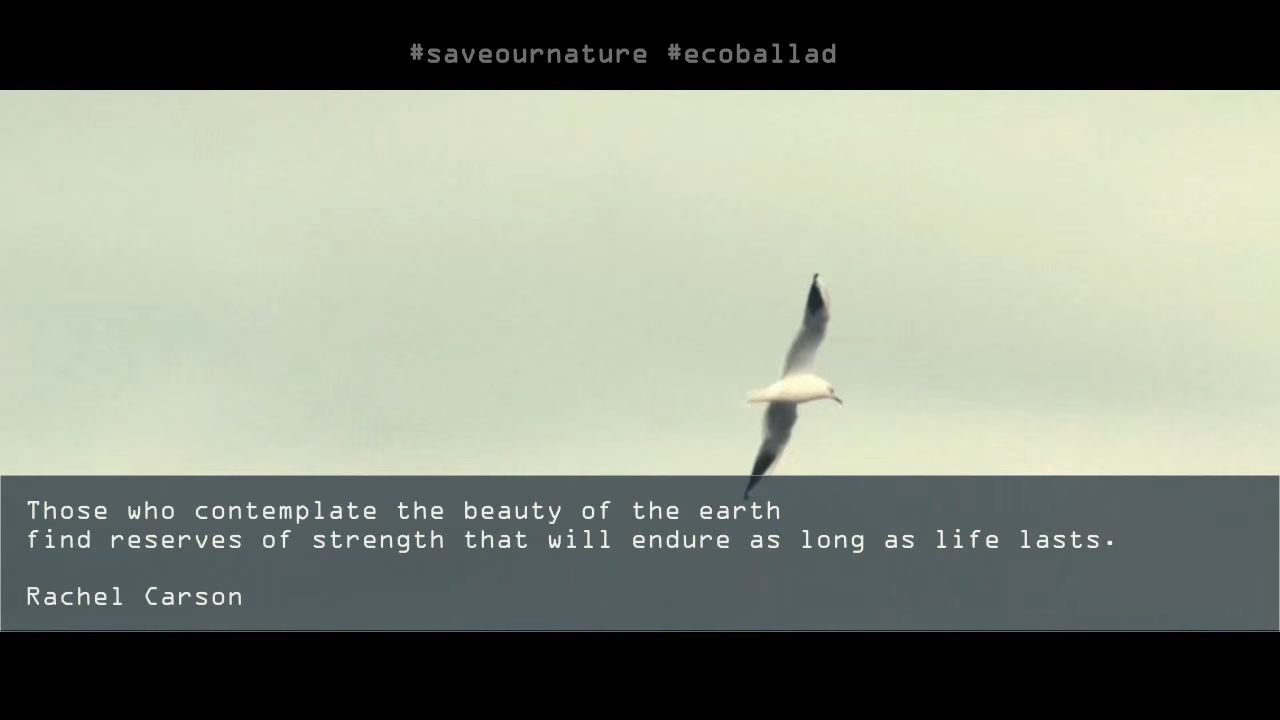 #saveournature #ecoballad
Those who contemplate the beauty of the earth
find reserves of strength that will endure as long as life lasts.
Rachel Carson